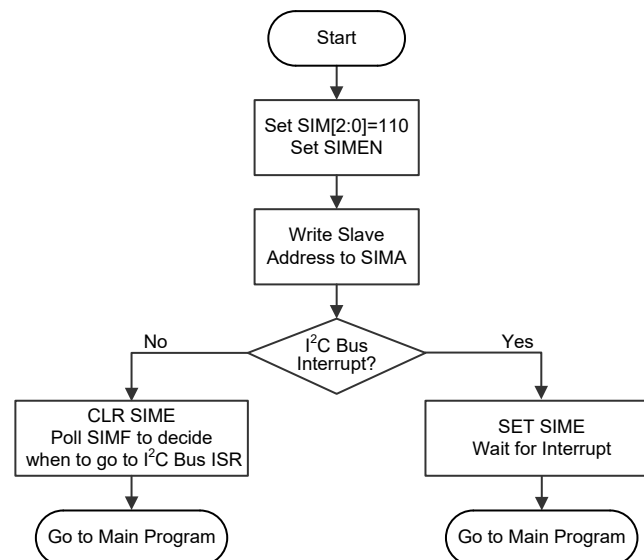 Start
Set SIM[2:0]=110
Set SIMEN
Write Slave
Address to SIMA
I²C Bus
Interrupt?
No
Yes
CLR SIME
Poll SIMF to decide
when to go to I²C Bus ISR
SET SIME
Wait for Interrupt
Go to Main Program
Go to Main Program